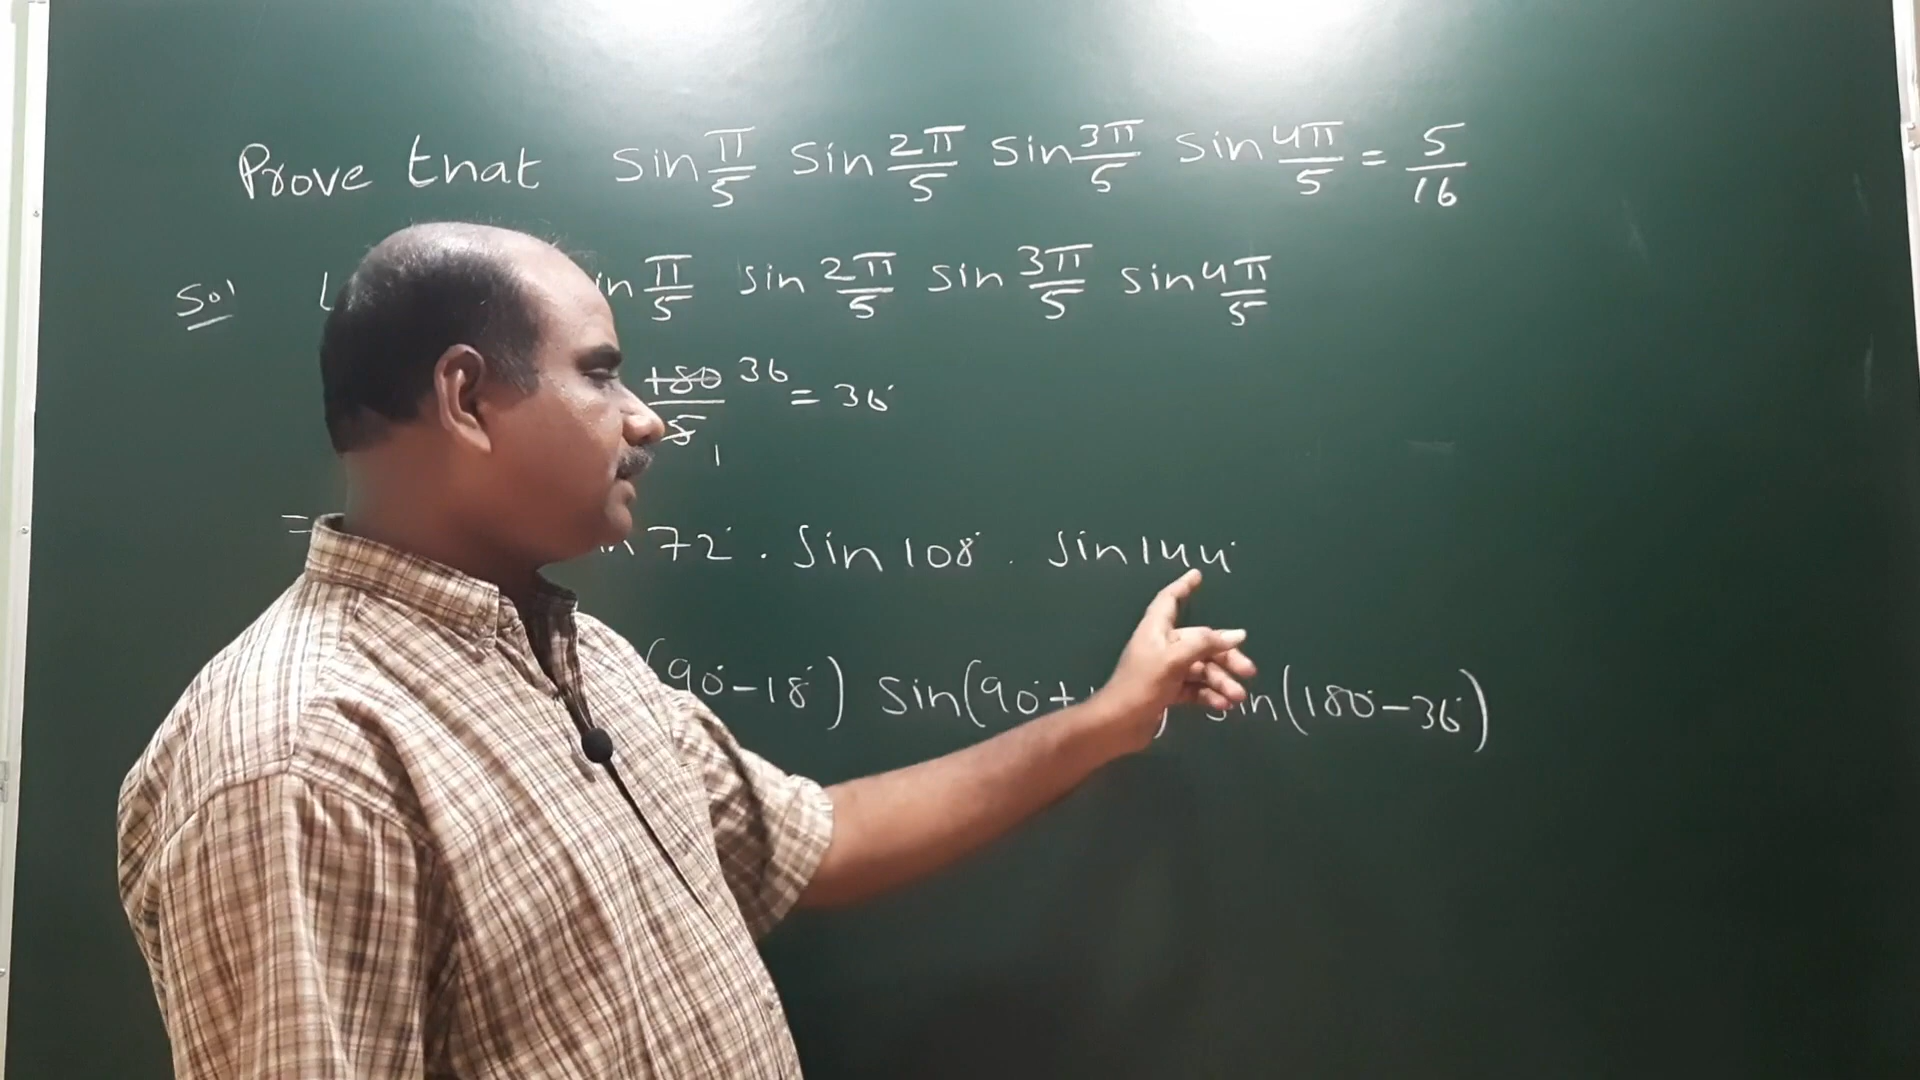 Prove that sin π/5 sin 2π/5 sin 3π/5 sin 4π/5 = 5/16
Sol L in π/5 sin 2π/5 sin 3π/5 sin 4π/5
180/5 36 1 = 36°
= n 72° . sin 108° . sin 144°
(90°-18°) sin(90°+ ) sin(180°-36°)